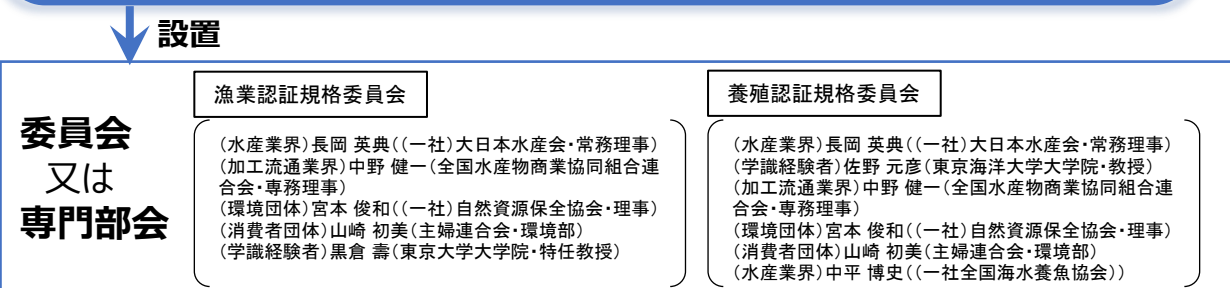 設置
委員会
又は
専門部会
漁業認証規格委員会
(水産業界)長岡 英典((一社)大日本水産会・常務理事)
(加工流通業界)中野 健一(全国水産物商業協同組合連
合会・専務理事)
(環境団体)宮本 俊和((一社)自然資源保全協会・理事)
(消費者団体)山崎 初美(主婦連合会・環境部)
(学識経験者)黒倉 壽(東京大学大学院・特任教授)
養殖認証規格委員会
(水産業界)長岡 英典((一社)大日本水産会・常務理事)
(学識経験者)佐野 元彦(東京海洋大学大学院・教授)
(加工流通業界)中野 健一(全国水産物商業協同組合連
合会・専務理事)
(環境団体)宮本 俊和((一社)自然資源保全協会・理事)
(消費者団体)山崎 初美(主婦連合会・環境部)
(水産業界)中平 博史((一社全国海水養魚協会))